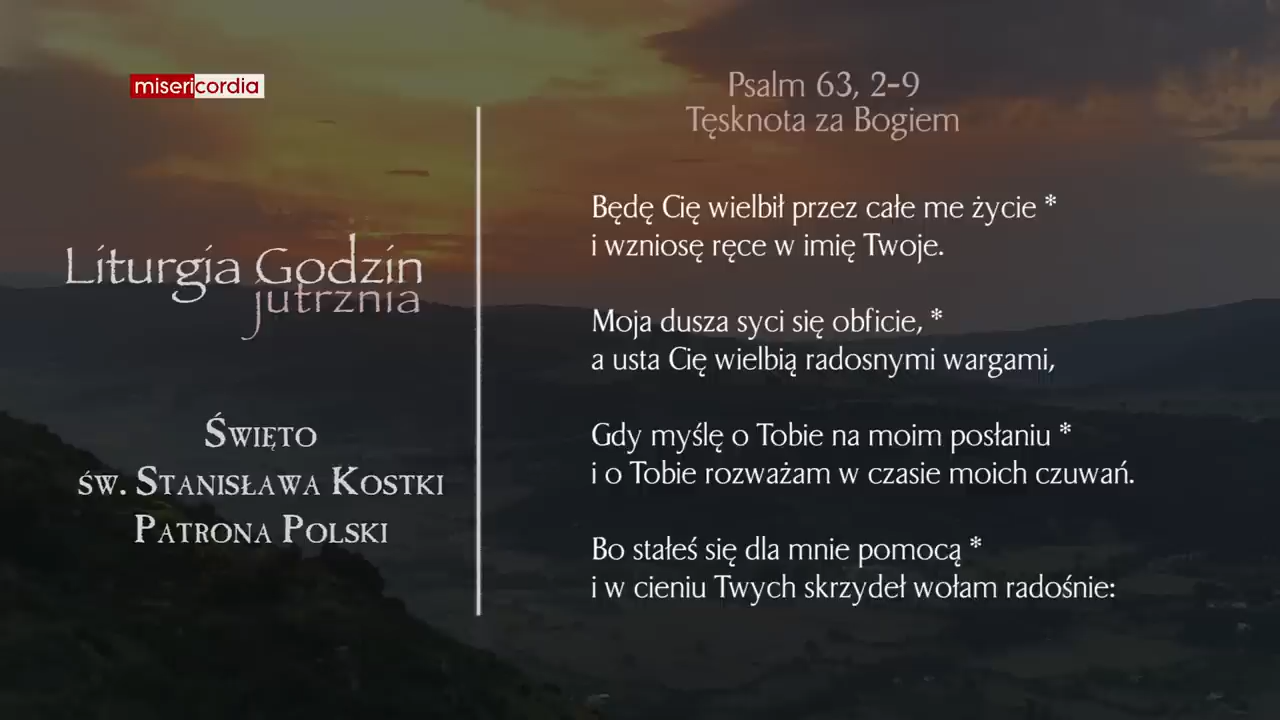 misericordia
Liturgia Godzin
jutrznia
Święto
św. Stanisława Kostki
Patrona Polski
Psalm 63, 2-9
Tęsknota za Bogiem
Będę Cię wielbił przez całe me życie *
i wzniosę ręce w imię Twoje.
Moja dusza syci się obficie, *
a usta Cię wielbią radosnymi wargami,
Gdy myślę o Tobie na moim posłaniu *
i o Tobie rozważam w czasie moich czuwań.
Bo stałeś się dla mnie pomocą *
i w cieniu Twych skrzydeł wołam radośnie: